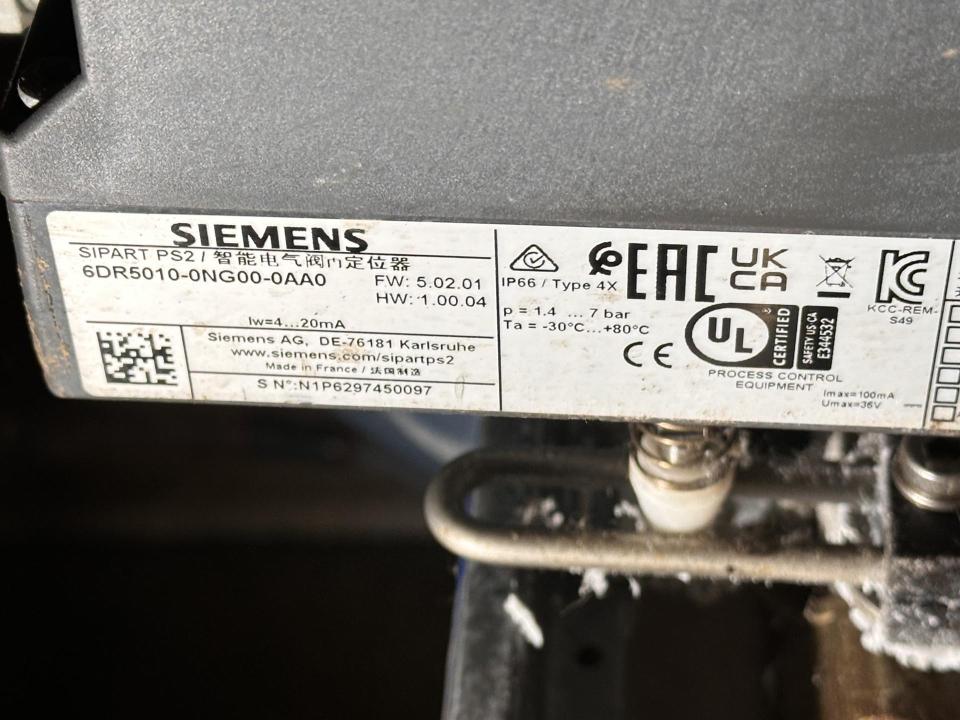 SIEMENS
SIPART PS2 / 智能电气阀门定位器
6DR5010-0NG00-0AA0
FW: 5.02.01
HW: 1.00.04
Iw=4...20mA
Siemens AG, DE-76181 Karlsruhe
www.siemens.com/sipartps2
Made in France / 法国制造
S N°:N1P6297450097
EAC
UK
CA
IP66 / Type 4X
p = 1.4 ... 7 bar
Ta = -30°C...+80°C
CE
UL
®
CERTIFIED
SAFETY US/CA
E344532
PROCESS CONTROL
EQUIPMENT
Imax=100mA
Umax=36V
KC
KCC-REM-
S49